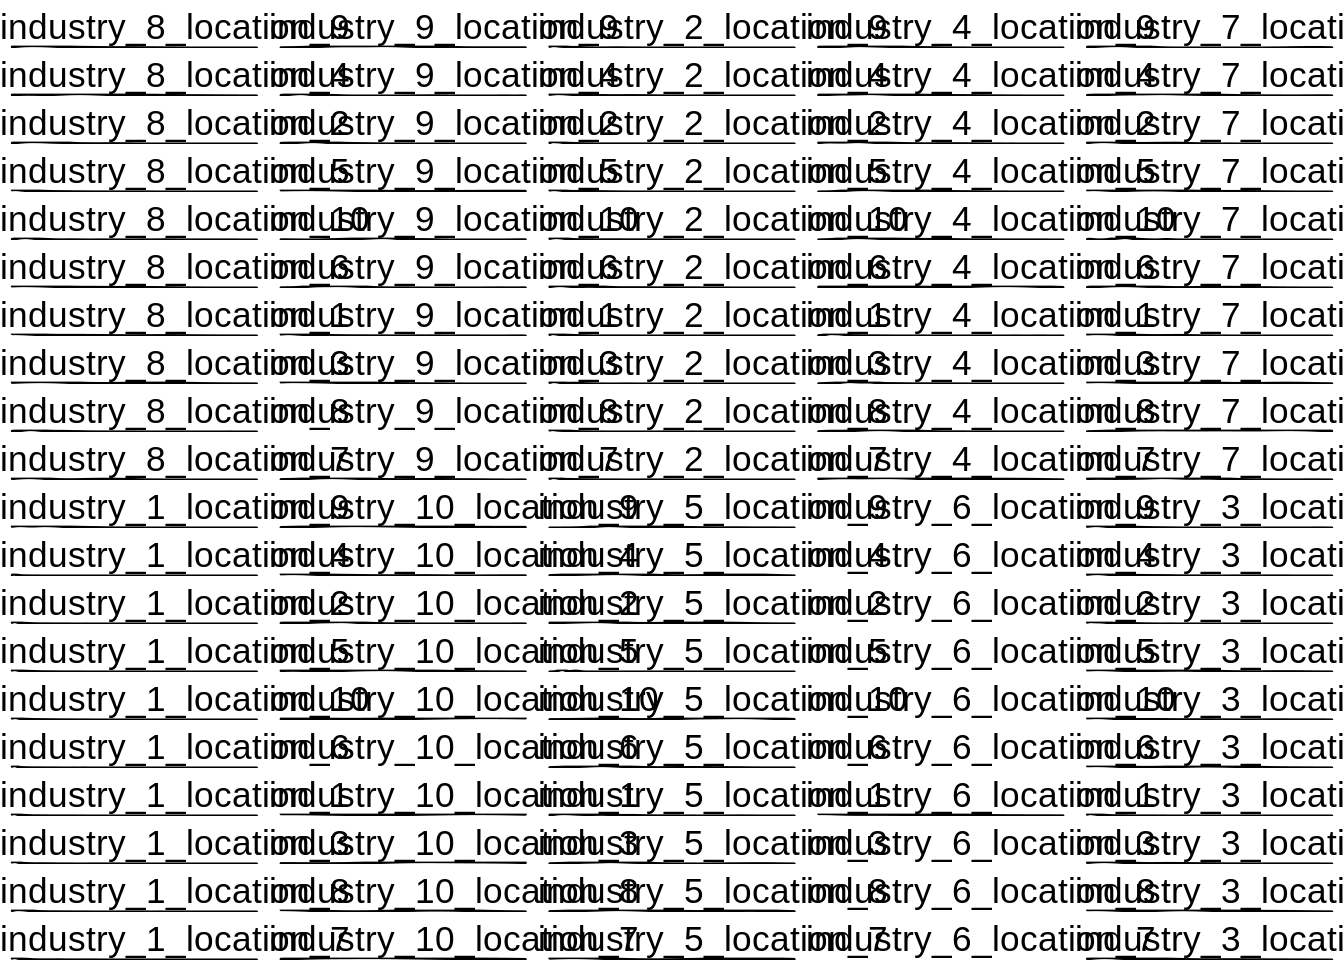 industry_8_location_9 industry_9_location_9 industry_2_location_9 industry_4_location_9 industry_7_locati
industry_8_location_4 industry_9_location_4 industry_2_location_4 industry_4_location_4 industry_7_locati
industry_8_location_2 industry_9_location_2 industry_2_location_2 industry_4_location_2 industry_7_locati
industry_8_location_5 industry_9_location_5 industry_2_location_5 industry_4_location_5 industry_7_locati
industry_8_location_10 industry_9_location_10 industry_2_location_10 industry_4_location_10 industry_7_locati
industry_8_location_6 industry_9_location_6 industry_2_location_6 industry_4_location_6 industry_7_locati
industry_8_location_1 industry_9_location_1 industry_2_location_1 industry_4_location_1 industry_7_locati
industry_8_location_3 industry_9_location_3 industry_2_location_3 industry_4_location_3 industry_7_locati
industry_8_location_8 industry_9_location_8 industry_2_location_8 industry_4_location_8 industry_7_locati
industry_8_location_7 industry_9_location_7 industry_2_location_7 industry_4_location_7 industry_7_locati
industry_1_location_9 industry_10_location_9 industry_5_location_9 industry_6_location_9 industry_3_locati
industry_1_location_4 industry_10_location_4 industry_5_location_4 industry_6_location_4 industry_3_locati
industry_1_location_2 industry_10_location_2 industry_5_location_2 industry_6_location_2 industry_3_locati
industry_1_location_5 industry_10_location_5 industry_5_location_5 industry_6_location_5 industry_3_locati
industry_1_location_10 industry_10_location_10 industry_5_location_10 industry_6_location_10 industry_3_locati
industry_1_location_6 industry_10_location_6 industry_5_location_6 industry_6_location_6 industry_3_locati
industry_1_location_1 industry_10_location_1 industry_5_location_1 industry_6_location_1 industry_3_locati
industry_1_location_3 industry_10_location_3 industry_5_location_3 industry_6_location_3 industry_3_locati
industry_1_location_8 industry_10_location_8 industry_5_location_8 industry_6_location_8 industry_3_locati
industry_1_location_7 industry_10_location_7 industry_5_location_7 industry_6_location_7 industry_3_locati